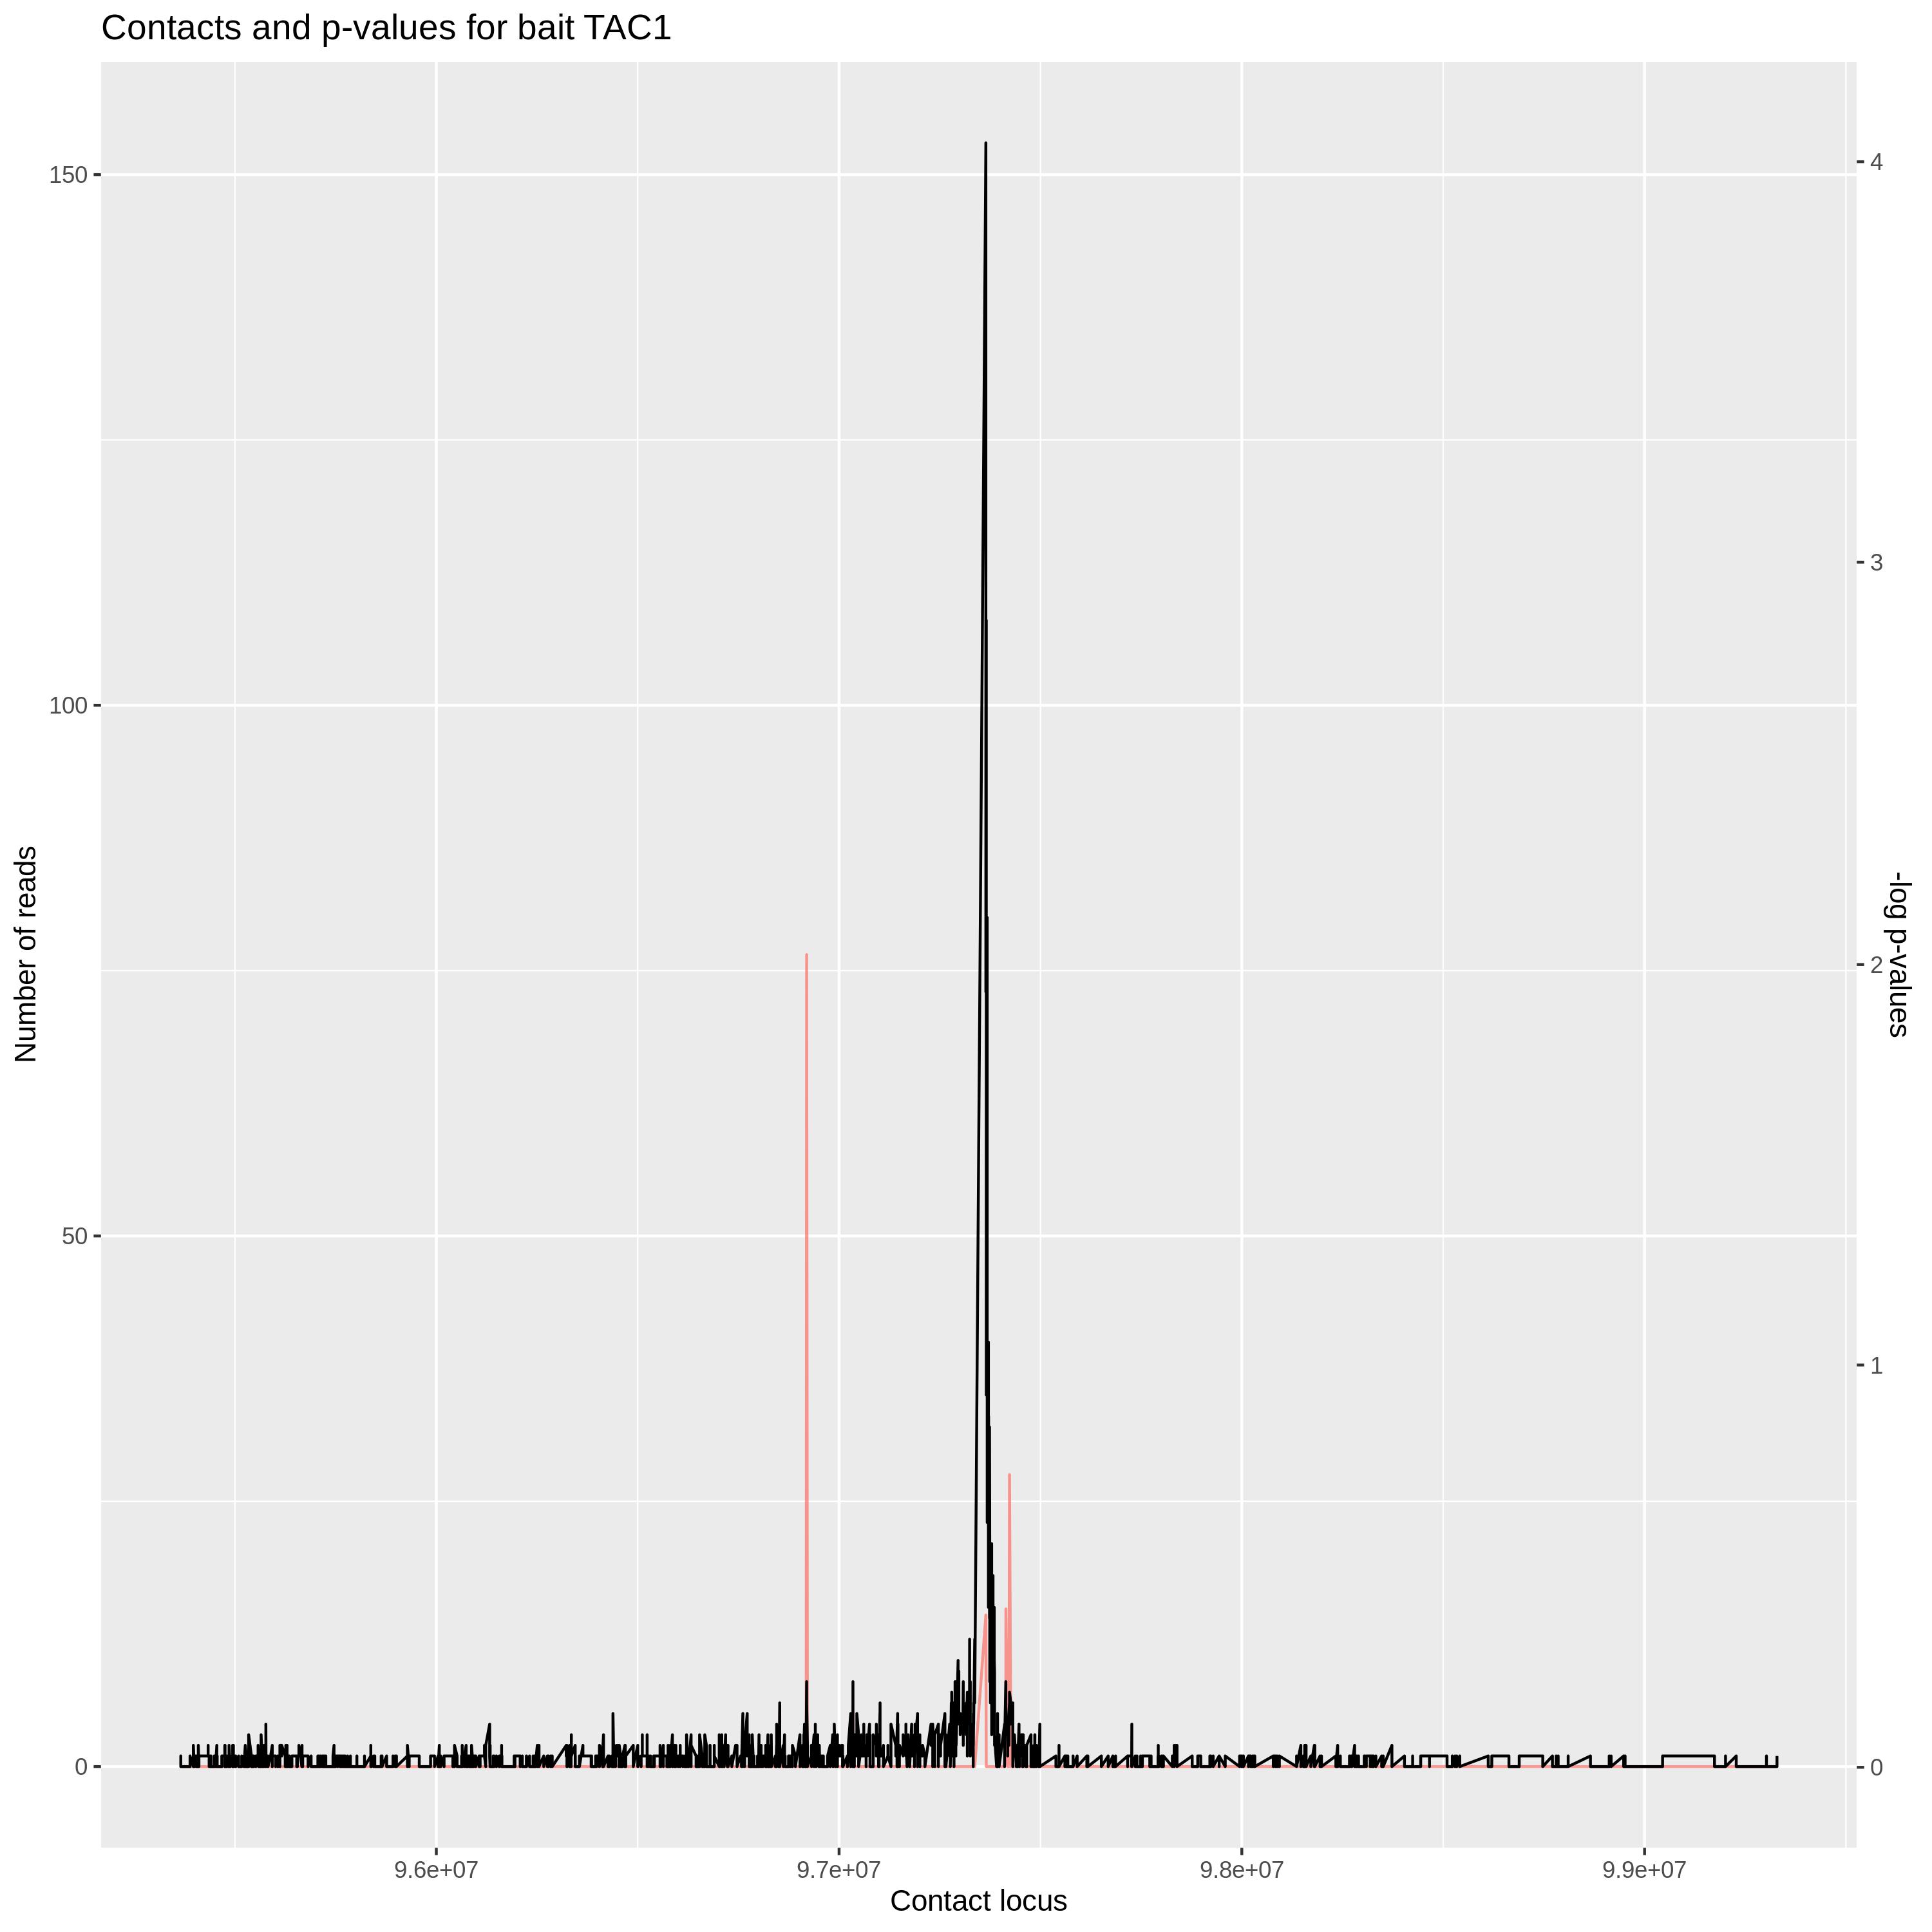 Contacts and p-values for bait TAC1
150
100
50
0
Number of reads
4
3
2
1
0
-log p-values
9.6e+07 9.7e+07 9.8e+07 9.9e+07
Contact locus